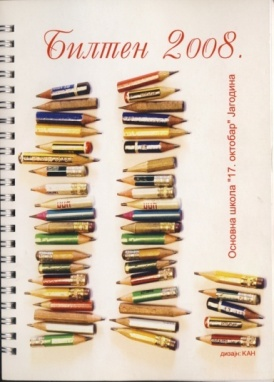 Билтен 2008.
Основна школа "17. октобар" Јагодина
дизајн: КАН